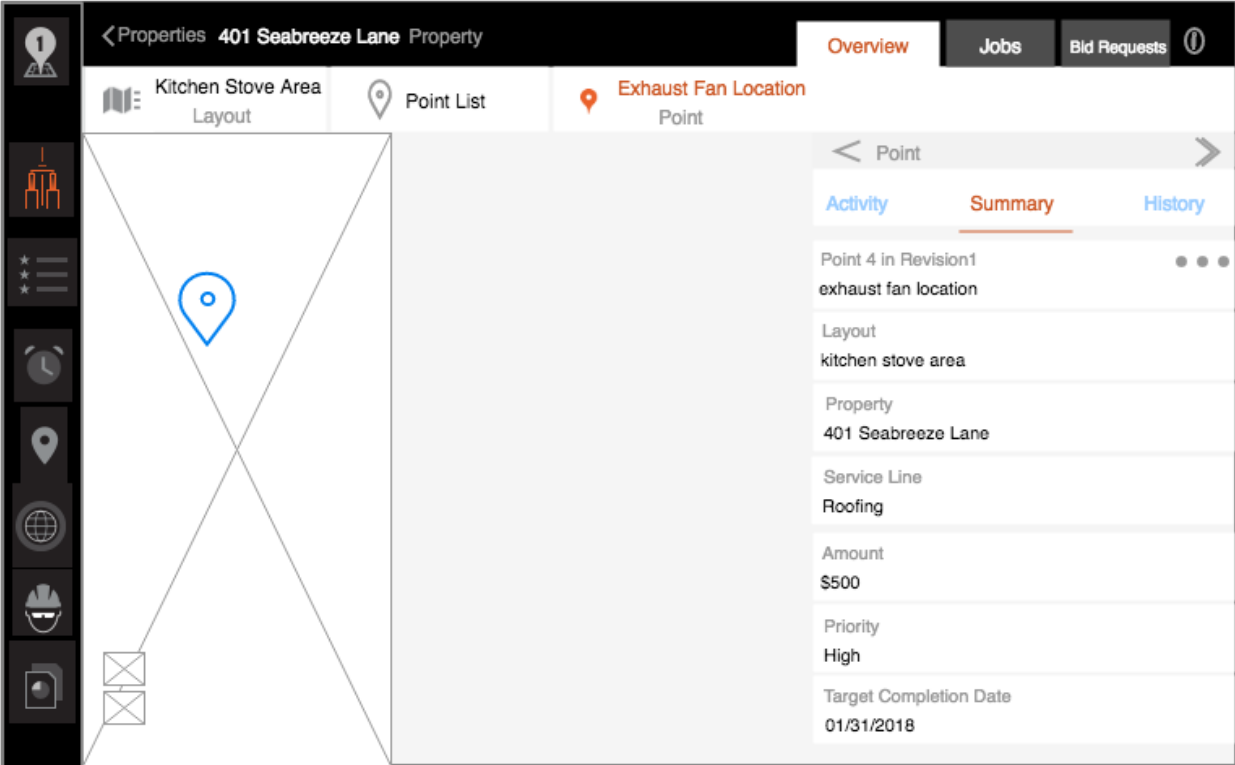 1
Properties 401 Seabreeze Lane Property
Overview
Jobs
Bid Requests
Kitchen Stove Area
Layout
Point List
Exhaust Fan Location
Point
Point
Activity
Summary
History
Point 4 in Revision1
exhaust fan location
Layout
kitchen stove area
Property
401 Seabreeze Lane
Service Line
Roofing
Amount
$500
Priority
High
Target Completion Date
01/31/2018